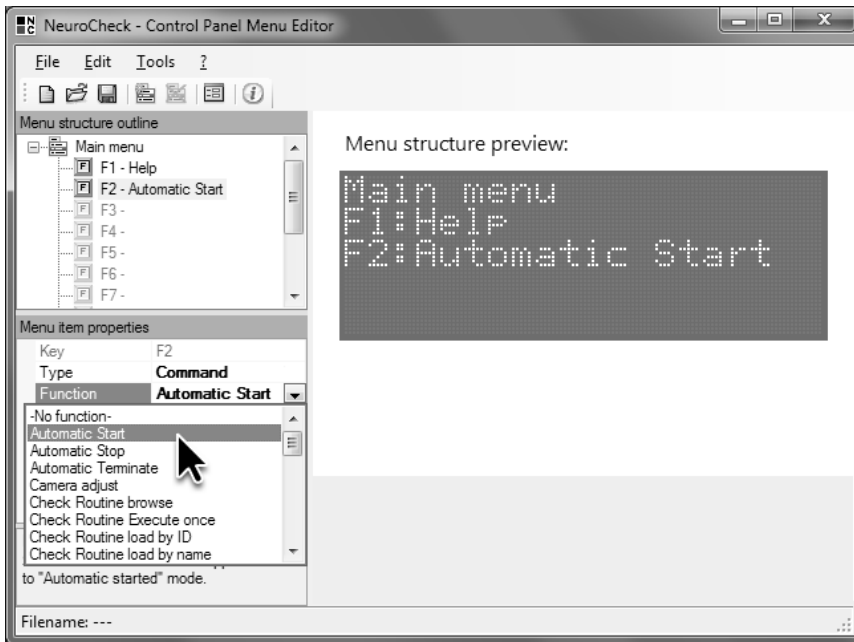 NeuroCheck - Control Panel Menu Editor
File Edit Tools ?
Menu structure outline
Main menu
F1 - Help
F2 - Automatic Start
F3 -
F4 -
F5 -
F6 -
F7 -
Menu structure preview:
Main menu
F1:Help
F2:Automatic Start
Menu item properties
Key F2
Type Command
Function Automatic Start
-No function-
Automatic Start
Automatic Stop
Automatic Terminate
Camera adjust
Check Routine browse
Check Routine Execute once
Check Routine load by ID
Check Routine load by name
to "Automatic started" mode.
Filename: ---